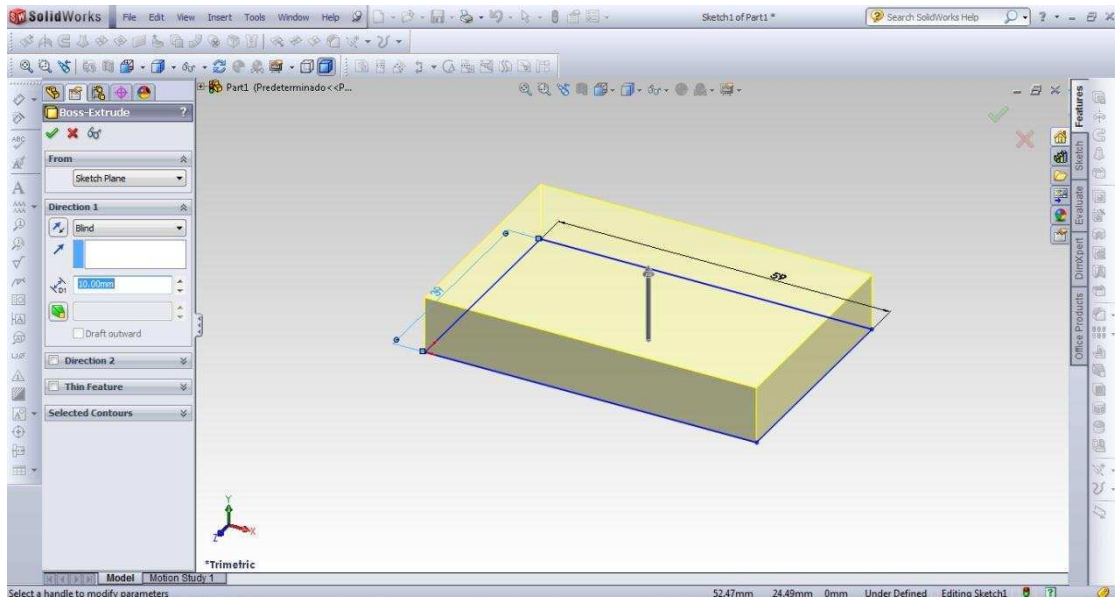 SolidWorks
File Edit View Insert Tools Window Help
Sketch1 of Part1 *
Search SolidWorks Help
Part1 (Predeterminado<<P...
Boss-Extrude ?
From
Sketch Plane
Direction 1
Blind
D1
10.00mm
Draft outward
Direction 2
Thin Feature
Selected Contours
Features
Sketch
Evaluate
DimXpert
Office Products
Y
X
Z
*Trimetric
Model Motion Study 1
Select a handle to modify parameters
52.47mm 24.49mm 0mm Under Defined Editing Sketch1